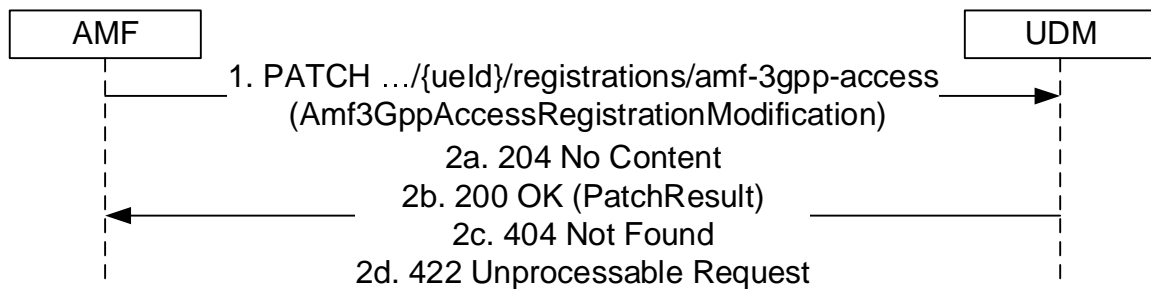 AMF
UDM
1. PATCH …/{ueId}/registrations/amf-3gpp-access
(Amf3GppAccessRegistrationModification)
2a. 204 No Content
2b. 200 OK (PatchResult)
2c. 404 Not Found
2d. 422 Unprocessable Request